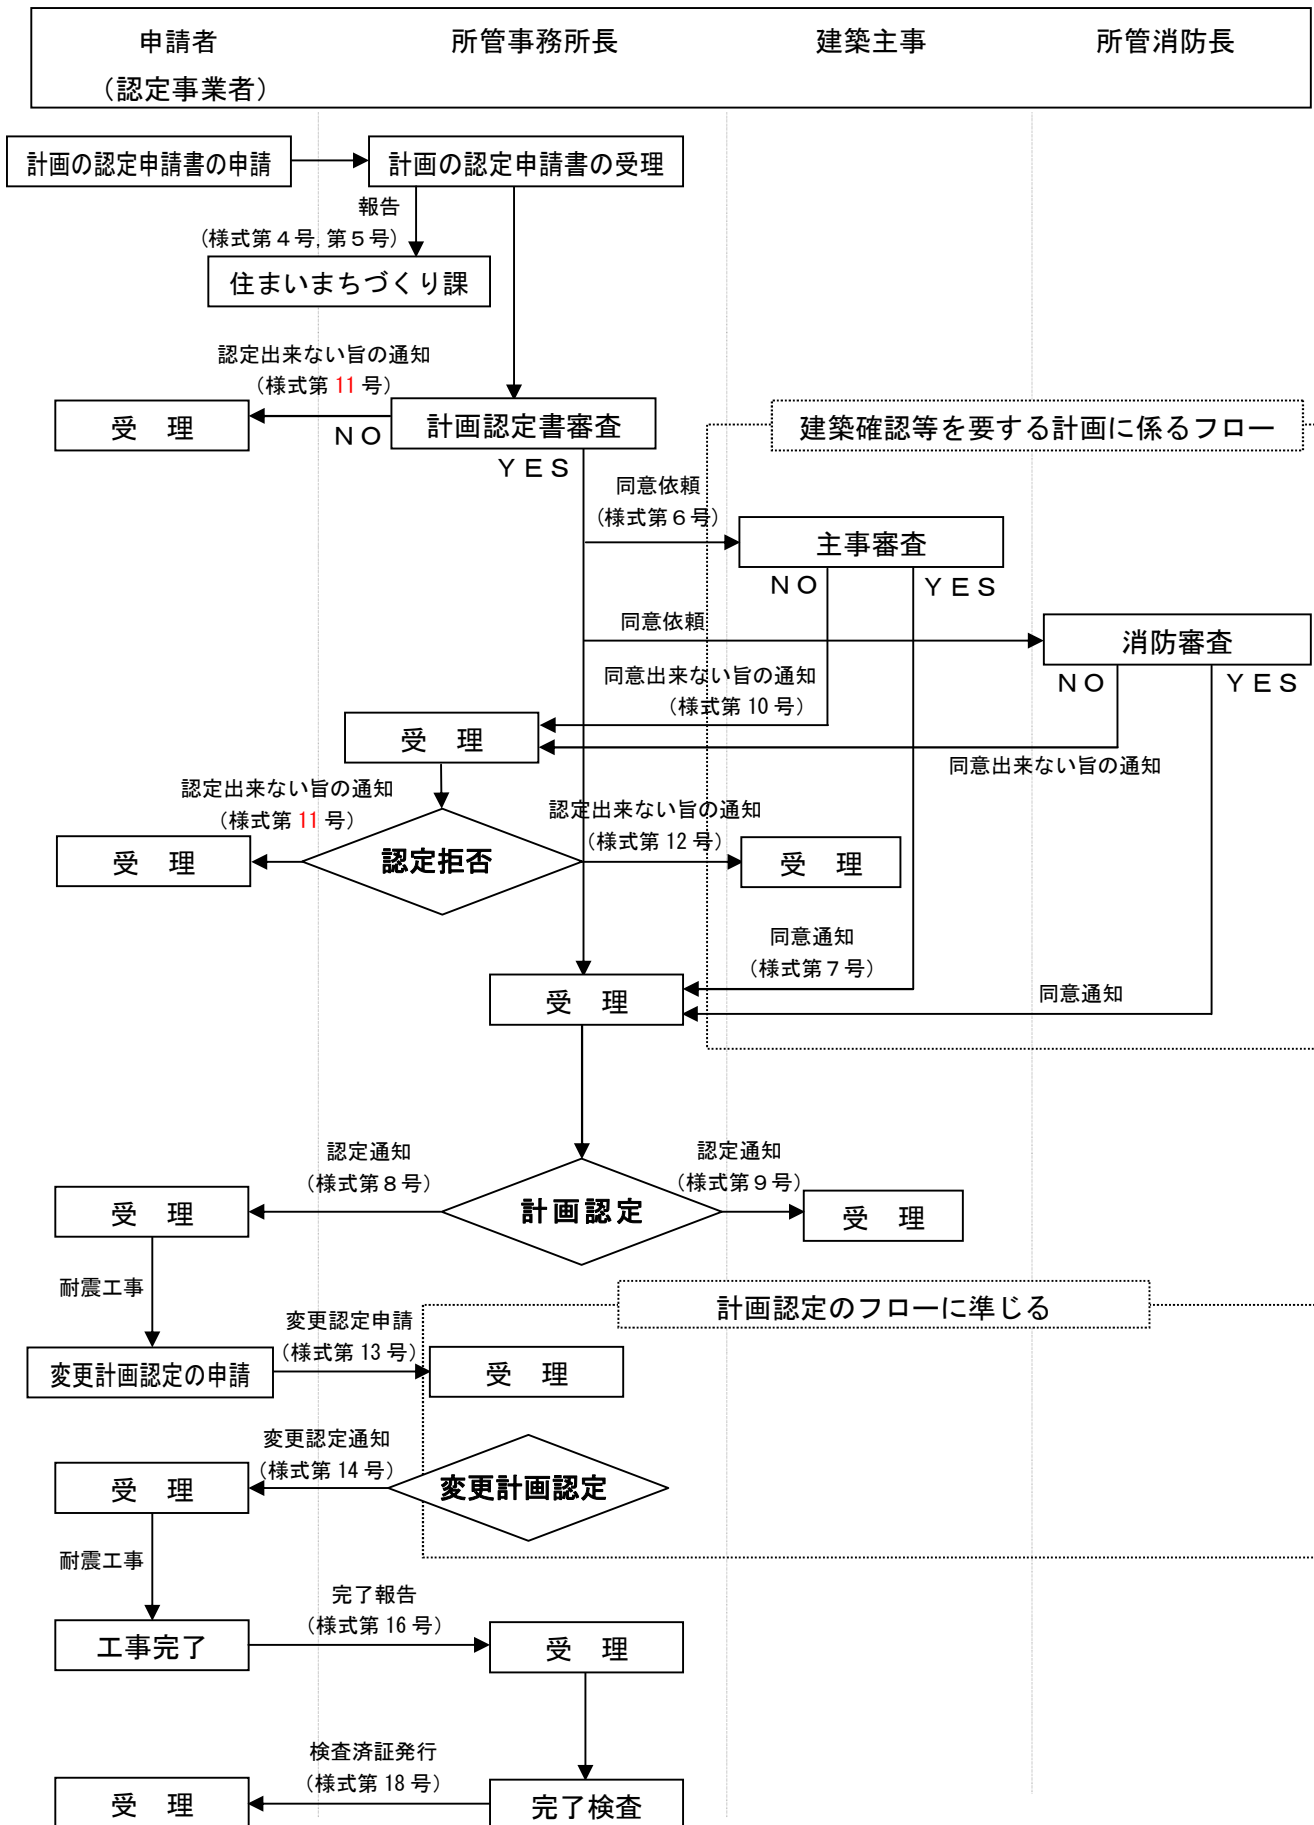 申請者 所管事務所長 建築主事 所管消防長
（認定事業者）
計画の認定申請書の申請 計画の認定申請書の受理
報告
(様式第４号,第５号)
住まいまちづくり課
認定出来ない旨の通知
（様式第 11 号）
受　理
ＮＯ
計画認定書審査
ＹＥＳ
建築確認等を要する計画に係るフロー
同意依頼
(様式第６号)
主事審査
ＮＯ ＹＥＳ
同意依頼
消防審査
ＮＯ ＹＥＳ
同意出来ない旨の通知
（様式第 10 号）
受　理
同意出来ない旨の通知
認定出来ない旨の通知
（様式第 11 号）
認定出来ない旨の通知
（様式第 12 号）
受　理
認定拒否
受　理
同意通知
（様式第７号）
受　理
同意通知
認定通知
（様式第８号）
認定通知
（様式第９号）
受　理
計画認定
受　理
耐震工事
計画認定のフローに準じる
変更認定申請
（様式第 13 号）
変更計画認定の申請
受　理
変更認定通知
（様式第 14 号）
受　理
変更計画認定
耐震工事
完了報告
（様式第 16 号）
工事完了
受　理
検査済証発行
（様式第 18 号）
受　理
完了検査